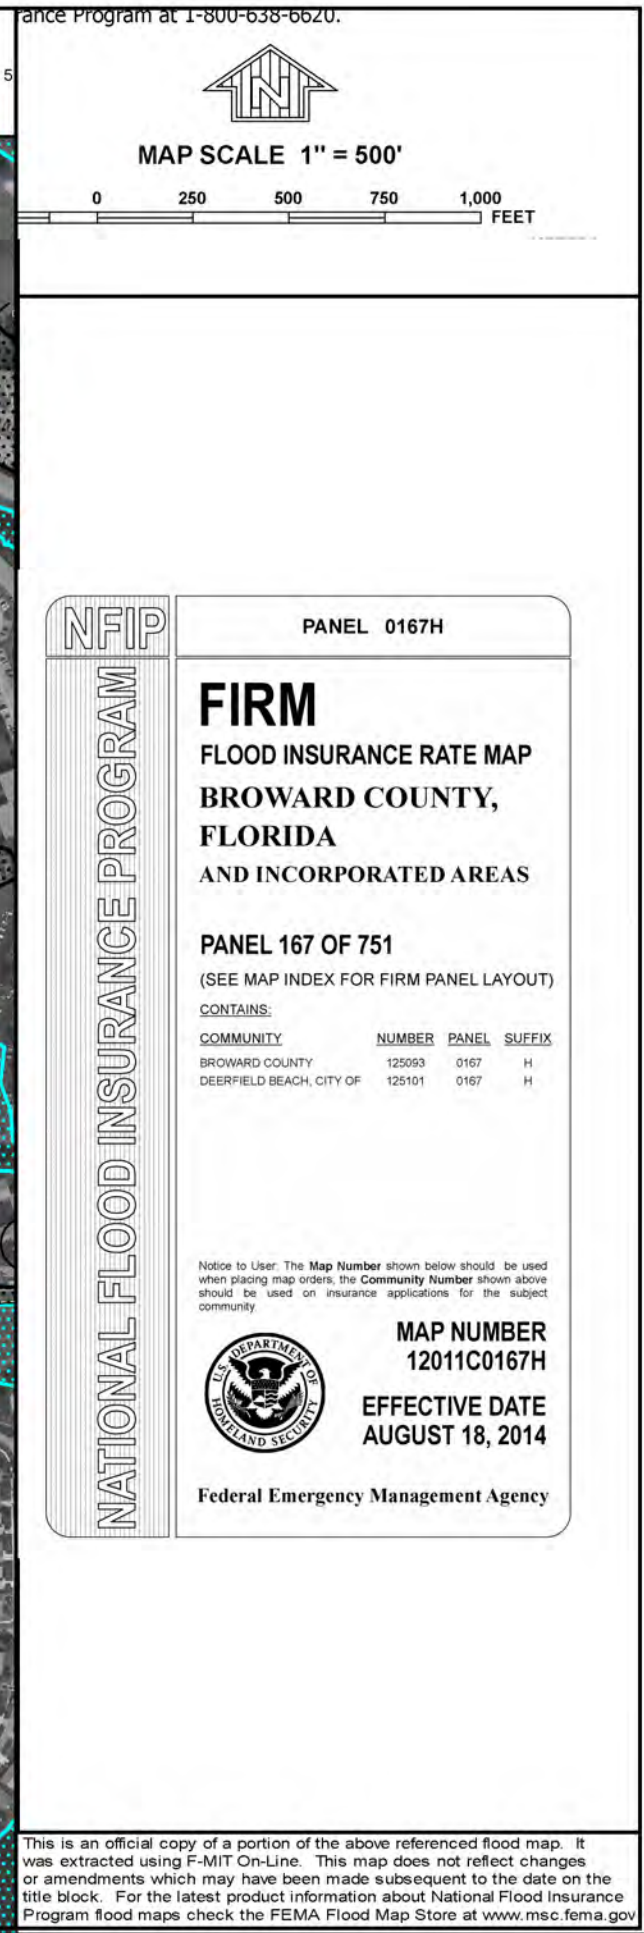 rance Program at 1-800-638-6620.
5
N
MAP SCALE 1" = 500'
0 250 500 750 1,000
FEET
NFIP
PANEL 0167H
NATIONAL FLOOD INSURANCE PROGRAM
FIRM
FLOOD INSURANCE RATE MAP
BROWARD COUNTY,
FLORIDA
AND INCORPORATED AREAS
PANEL 167 OF 751
(SEE MAP INDEX FOR FIRM PANEL LAYOUT)
CONTAINS:
COMMUNITY NUMBER PANEL SUFFIX
BROWARD COUNTY 125093 0167 H
DEERFIELD BEACH, CITY OF 125101 0167 H
Notice to User: The Map Number shown below should be used
when placing map orders, the Community Number shown above
should be used on insurance applications for the subject
community
U.S. DEPARTMENT OF HOMELAND SECURITY
MAP NUMBER
12011C0167H
EFFECTIVE DATE
AUGUST 18, 2014
Federal Emergency Management Agency
This is an official copy of a portion of the above referenced flood map. It
was extracted using F-MIT On-Line. This map does not reflect changes
or amendments which may have been made subsequent to the date on the
title block. For the latest product information about National Flood Insurance
Program flood maps check the FEMA Flood Map Store at www.msc.fema.gov